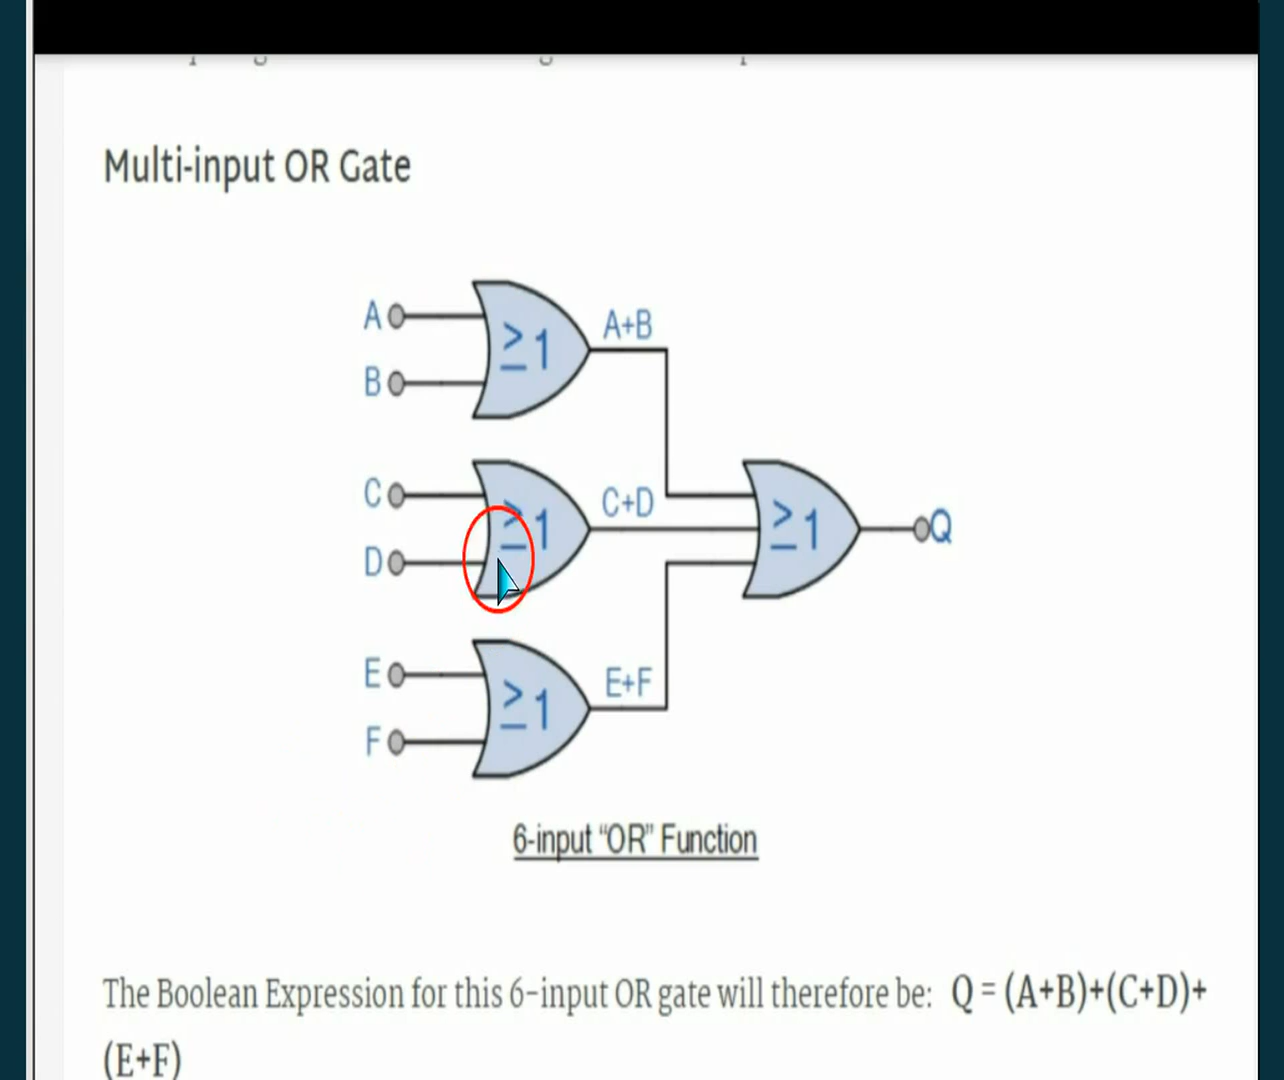 Multi-input OR Gate
A
≥1
A+B
B
C
≥1
C+D
≥1
Q
D
E
≥1
E+F
F
6-input “OR” Function
The Boolean Expression for this 6-input OR gate will therefore be: Q = (A+B)+(C+D)+
(E+F)